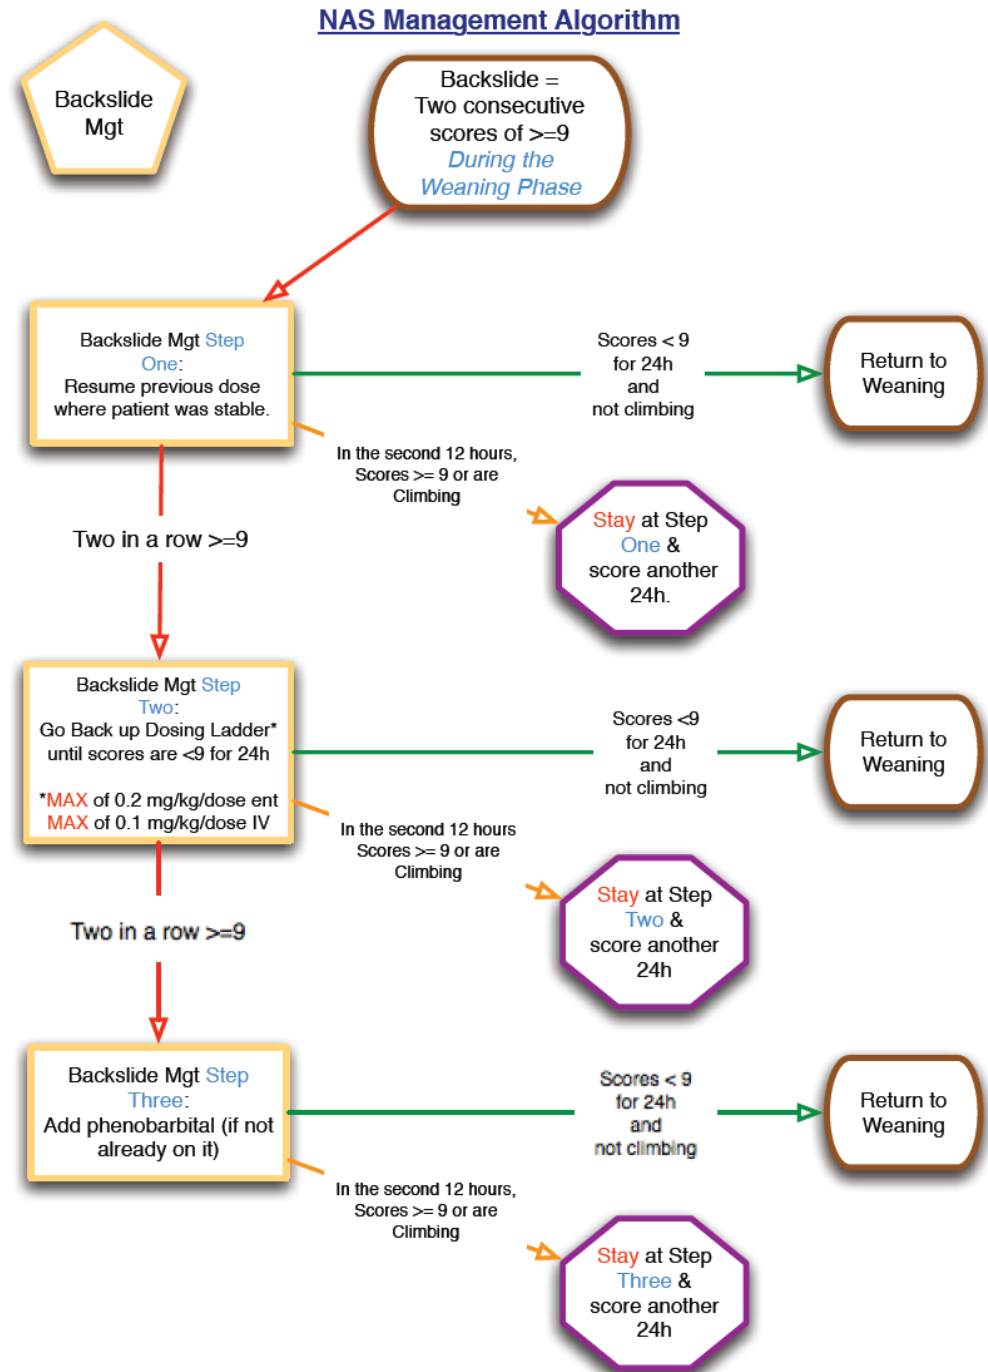 NAS Management Algorithm
Backslide
Mgt
Backslide =
Two consecutive
scores of >=9
During the
Weaning Phase
Backslide Mgt Step
One:
Resume previous dose
where patient was stable.
Scores < 9
for 24h
and
not climbing
Return to
Weaning
In the second 12 hours,
Scores >= 9 or are
Climbing
Stay at Step
One &
score another
24h.
Two in a row >=9
Backslide Mgt Step
Two:
Go Back up Dosing Ladder*
until scores are <9 for 24h
*MAX of 0.2 mg/kg/dose ent
MAX of 0.1 mg/kg/dose IV
Scores <9
for 24h
and
not climbing
Return to
Weaning
In the second 12 hours
Scores >= 9 or are
Climbing
Stay at Step
Two &
score another
24h
Two in a row >=9
Backslide Mgt Step
Three:
Add phenobarbital (if not
already on it)
Scores < 9
for 24h
and
not climbing
Return to
Weaning
In the second 12 hours,
Scores >= 9 or are
Climbing
Stay at Step
Three &
score another
24h